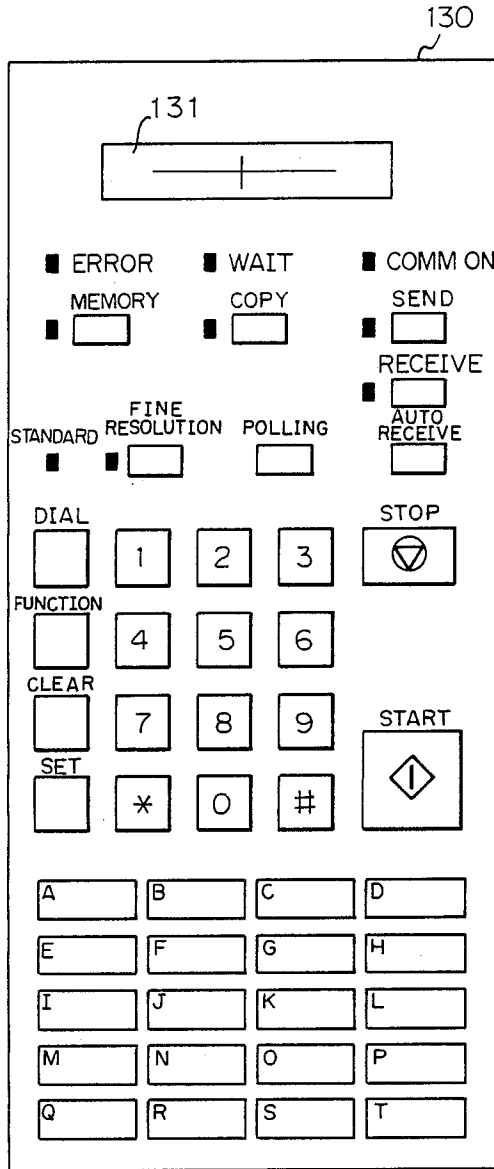 130
131
ERROR WAIT COMM ON
MEMORY COPY SEND
RECEIVE
FINE AUTO
STANDARD RESOLUTION POLLING RECEIVE
DIAL STOP
1 2 3
FUNCTION
4 5 6
CLEAR START
7 8 9
SET
* 0 #
A B C D
E F G H
I J K L
M N O P
Q R S T